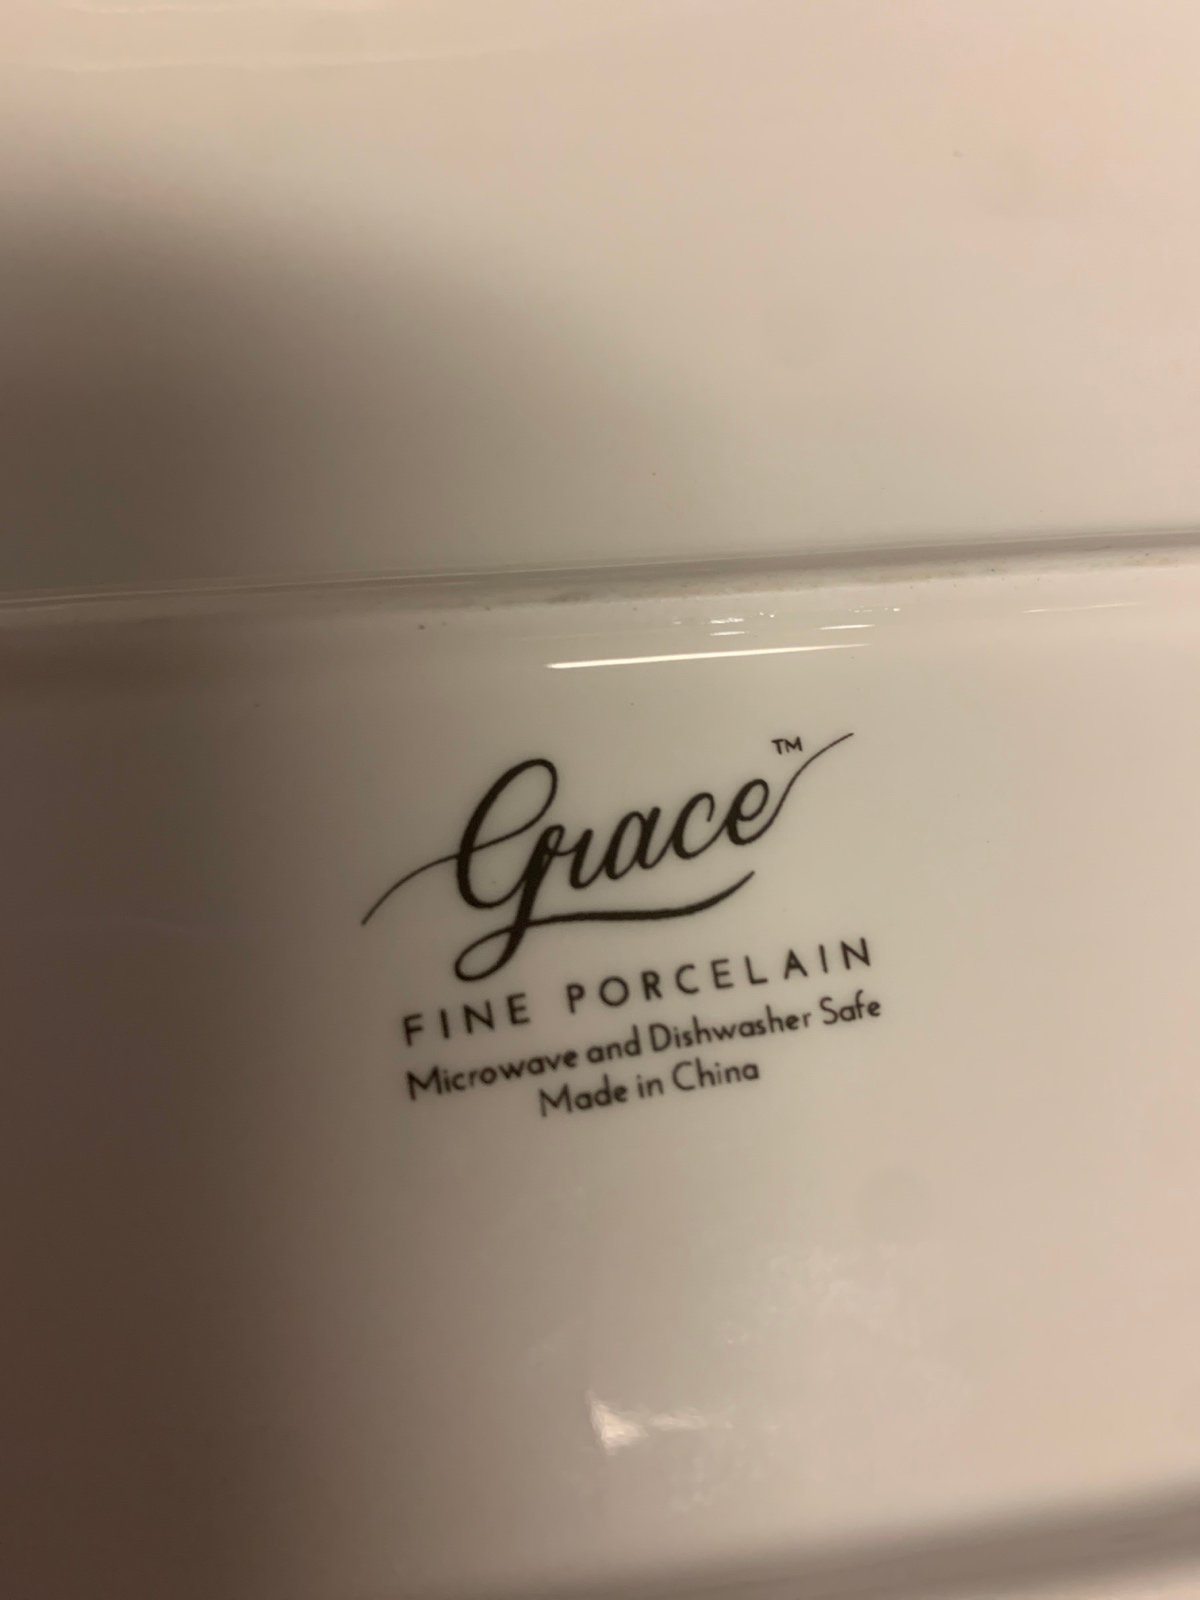 Grace™
FINE PORCELAIN
Microwave and Dishwasher Safe
Made in China